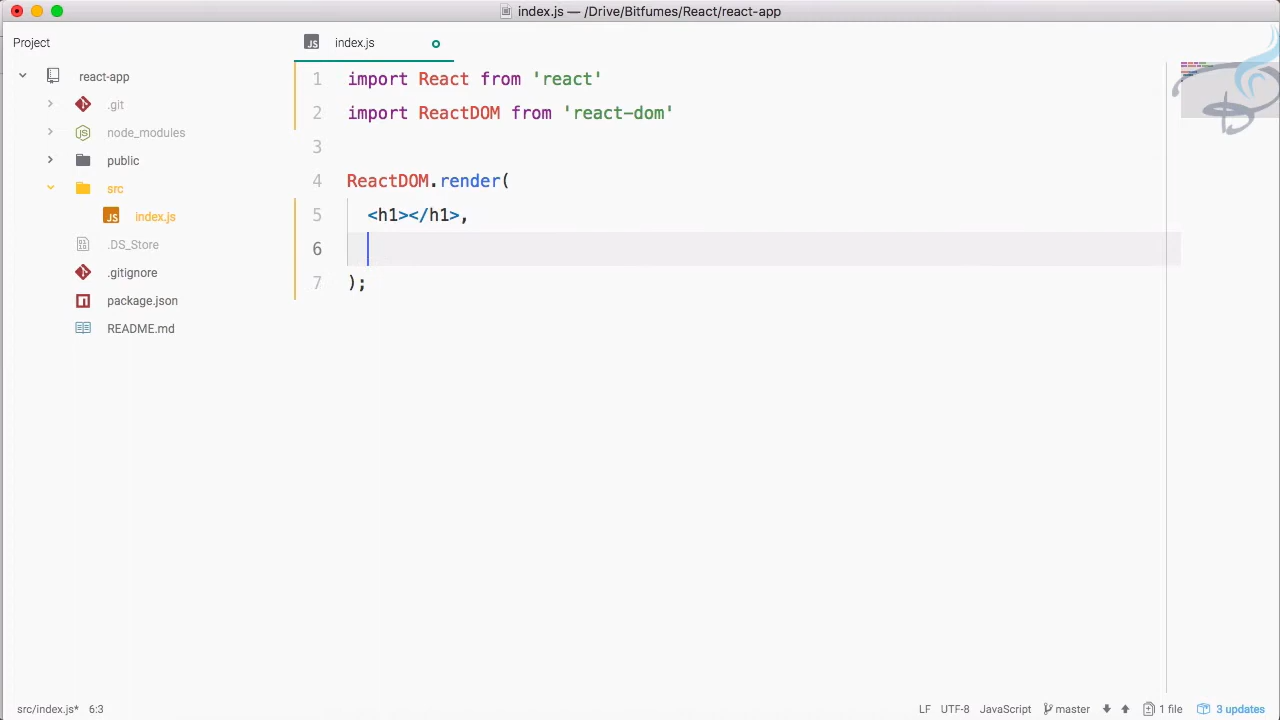 index.js — /Drive/Bitfumes/React/react-app
Project
index.js
react-app
.git
node_modules
public
src
index.js
.DS_Store
.gitignore
package.json
README.md
1 import React from 'react'
2 import ReactDOM from 'react-dom'
3
4 ReactDOM.render(
5 <h1></h1>,
6
7 );
src/index.js* 6:3
LF UTF-8 JavaScript master 1 file 3 updates